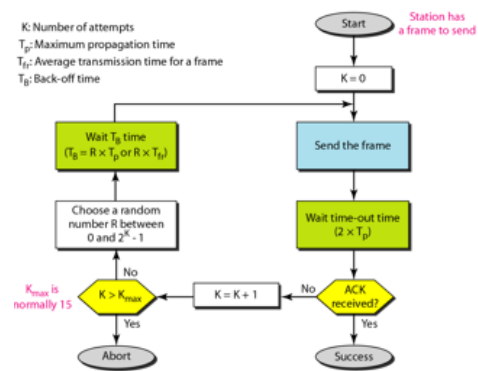 K: Number of attempts
Tp: Maximum propagation time
Tfr: Average transmission time for a frame
TB: Back-off time
Start
Station has
a frame to send
K = 0
Wait TB time
(TB = R × Tp or R × Tfr)
Send the frame
Choose a random
number R between
0 and 2^K - 1
Wait time-out time
(2 × Tp)
Kmax is
normally 15
No
K > Kmax
K = K + 1
No
ACK
received?
Yes
Yes
Abort
Success